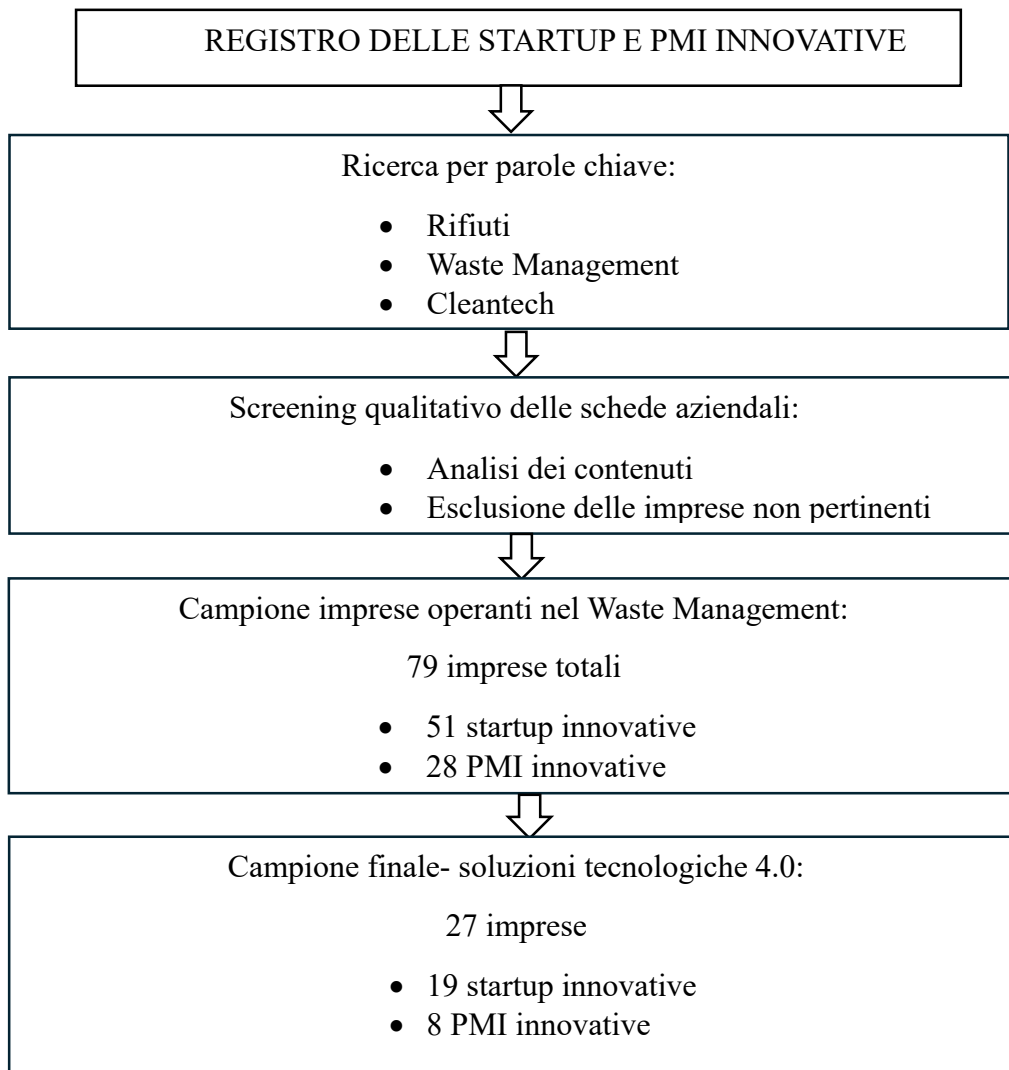 REGISTRO DELLE STARTUP E PMI INNOVATIVE
Ricerca per parole chiave:
• Rifiuti
• Waste Management
• Cleantech
Screening qualitativo delle schede aziendali:
• Analisi dei contenuti
• Esclusione delle imprese non pertinenti
Campione imprese operanti nel Waste Management:
79 imprese totali
• 51 startup innovative
• 28 PMI innovative
Campione finale- soluzioni tecnologiche 4.0:
27 imprese
• 19 startup innovative
• 8 PMI innovative